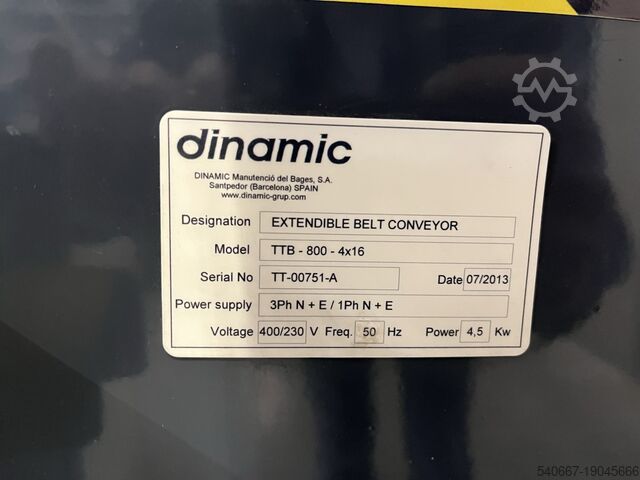 dinamic
DINAMIC Manutenció del Bages, S.A.
Santpedor (Barcelona) SPAIN
www.dinamic-grup.com
Designation EXTENDIBLE BELT CONVEYOR
Model TTB - 800 - 4x16
Serial No TT-00751-A Date 07/2013
Power supply 3Ph N + E / 1Ph N + E
Voltage 400/230 V Freq. 50 Hz Power 4,5 Kw
540667-19045666